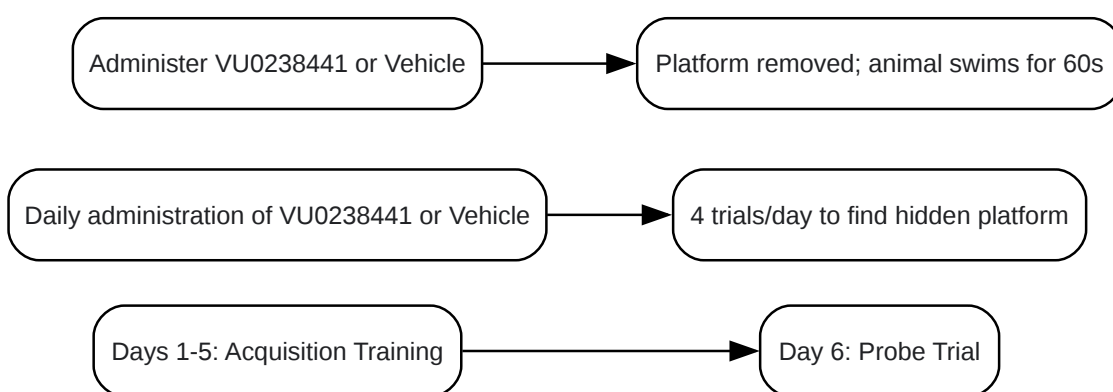 Administer VU0238441 or Vehicle
Platform removed; animal swims for 60s
Daily administration of VU0238441 or Vehicle
4 trials/day to find hidden platform
Days 1-5: Acquisition Training
Day 6: Probe Trial